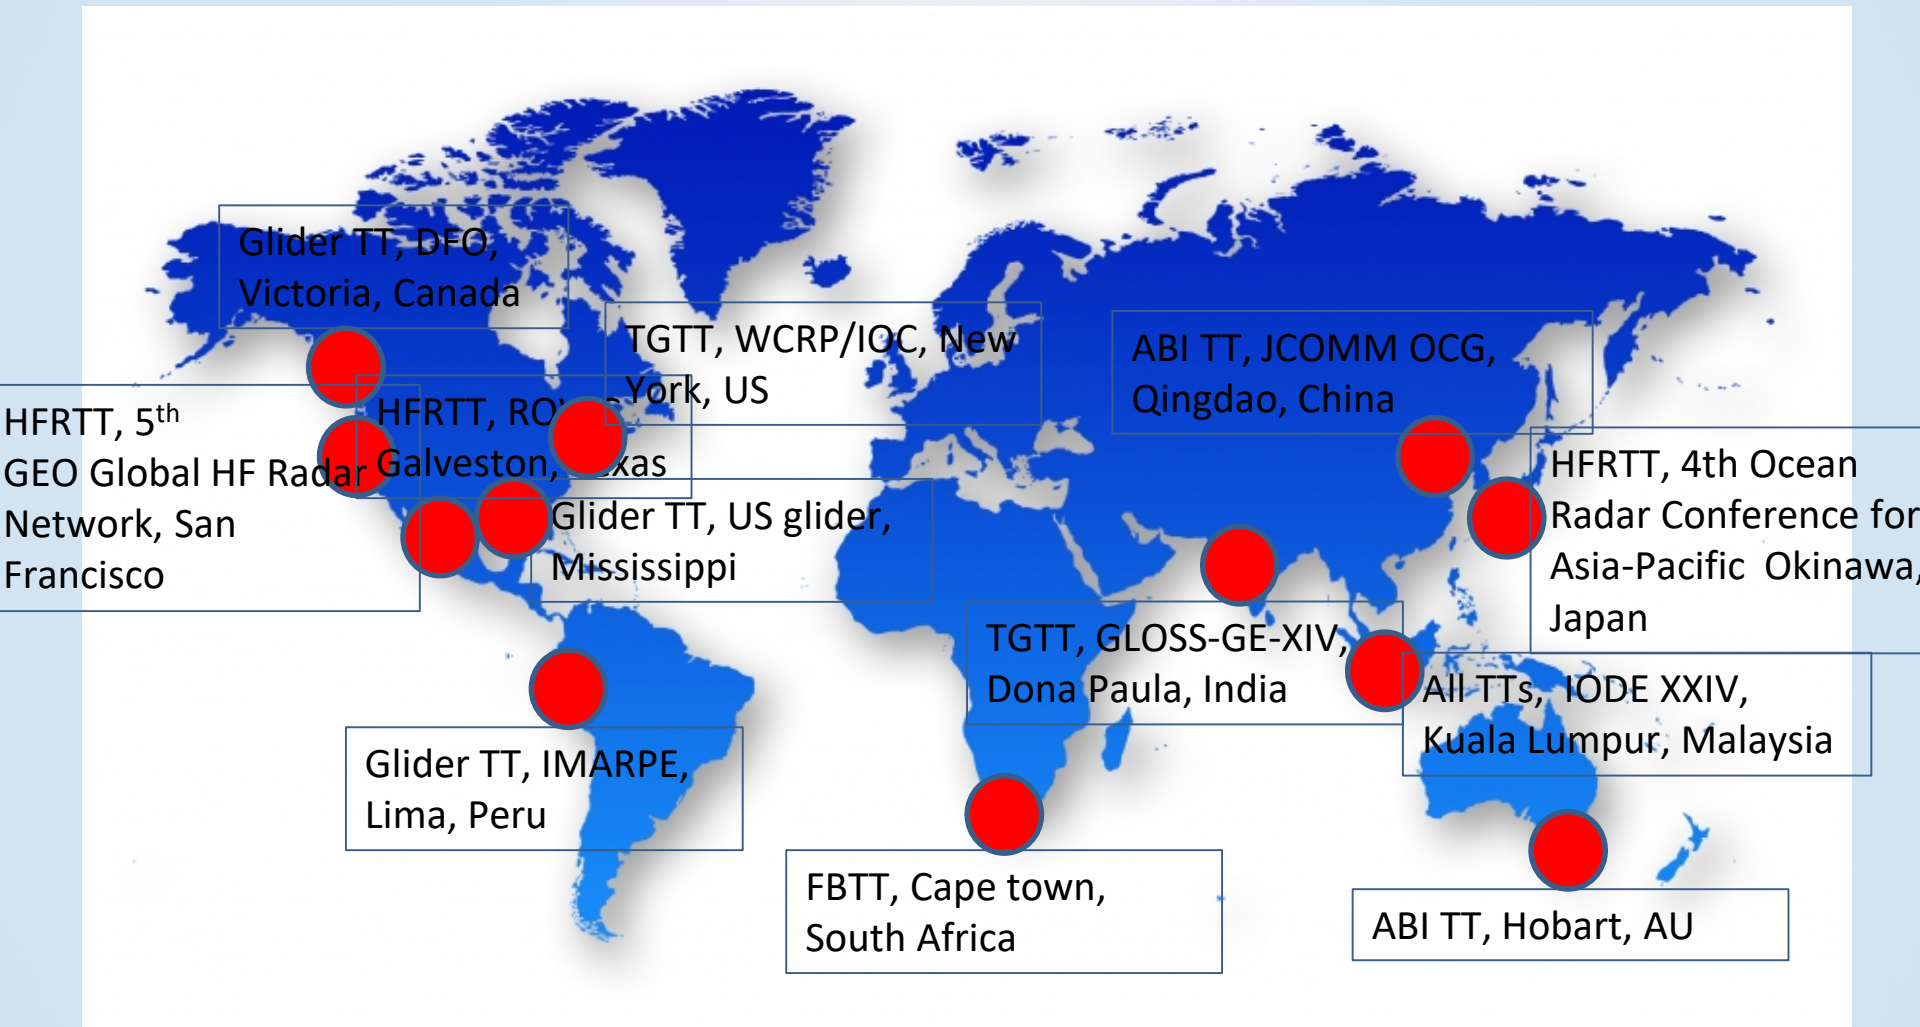 Glider TT, DFO,
Victoria, Canada
TGTT, WCRP/IOC, New
York, US
ABI TT, JCOMM OCG,
Qingdao, China
HFRTT, 5th
GEO Global HF Radar
Network, San
Francisco
HFRTT,
Galveston,
Glider TT, US glider,
Mississippi
HFRTT, 4th Ocean
Radar Conference for
Asia-Pacific Okinawa,
Japan
TGTT, GLOSS-GE-XIV,
Dona Paula, India
All TTs, IODE XXIV,
Kuala Lumpur, Malaysia
Glider TT, IMARPE,
Lima, Peru
FBTT, Cape town,
South Africa
ABI TT, Hobart, AU